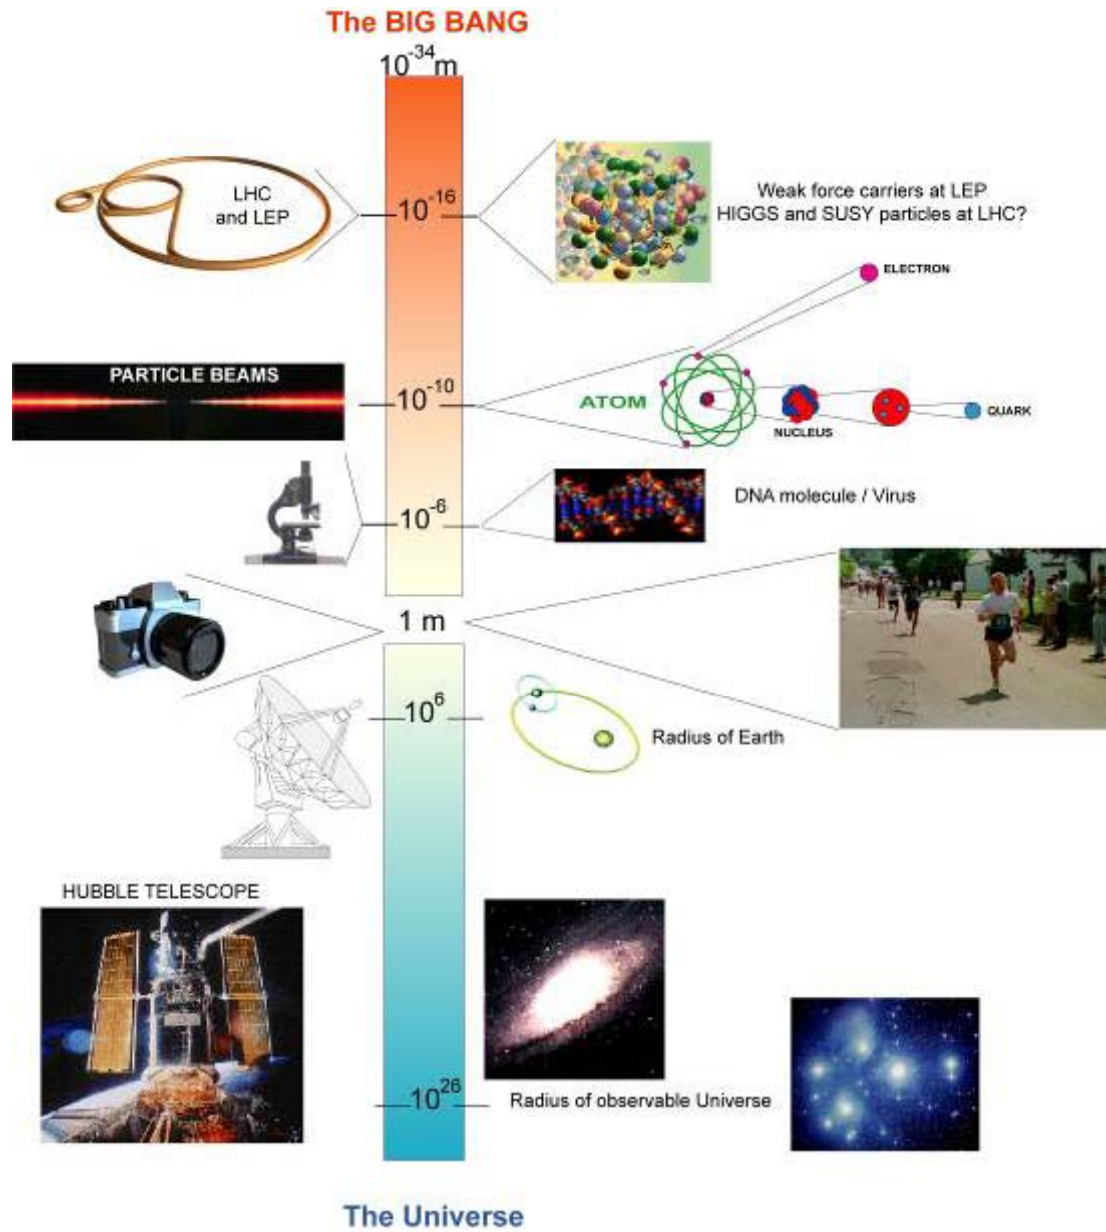 The BIG BANG
10⁻³⁴m
LHC
and LEP
10⁻¹⁶
Weak force carriers at LEP
HIGGS and SUSY particles at LHC?
ELECTRON
PARTICLE BEAMS
10⁻¹⁰
ATOM
NUCLEUS
QUARK
10⁻⁶
DNA molecule / Virus
1 m
10⁶
Radius of Earth
HUBBLE TELESCOPE
10²⁶
Radius of observable Universe
The Universe